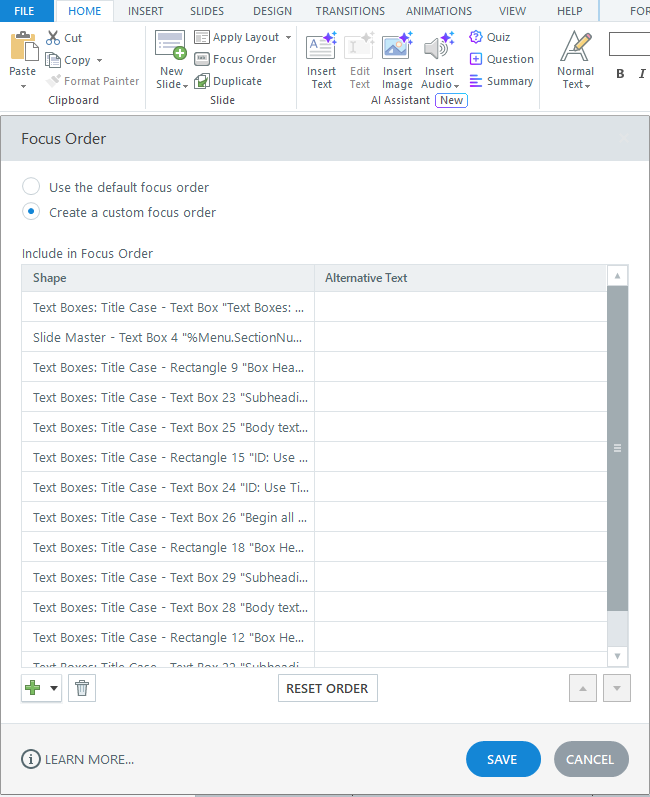 FILE HOME INSERT SLIDES DESIGN TRANSITIONS ANIMATIONS VIEW HELP FOR
Paste
Cut
Copy
Format Painter
Clipboard
New Slide
Apply Layout
Focus Order
Duplicate
Slide
Insert Text
Edit Text
Insert Image
Insert Audio
Quiz
Question
Summary
AI Assistant New
Normal Text
B I
Focus Order
Use the default focus order
Create a custom focus order
Include in Focus Order
Shape Alternative Text
Text Boxes: Title Case - Text Box "Text Boxes: ...
Slide Master - Text Box 4 "%Menu.SectionNu...
Text Boxes: Title Case - Rectangle 9 "Box Hea...
Text Boxes: Title Case - Text Box 23 "Subheadi...
Text Boxes: Title Case - Text Box 25 "Body text...
Text Boxes: Title Case - Rectangle 15 "ID: Use ...
Text Boxes: Title Case - Text Box 24 "ID: Use Ti...
Text Boxes: Title Case - Text Box 26 "Begin all ...
Text Boxes: Title Case - Rectangle 18 "Box He...
Text Boxes: Title Case - Text Box 29 "Subheadi...
Text Boxes: Title Case - Text Box 28 "Body text...
Text Boxes: Title Case - Rectangle 12 "Box He...
Text Boxes: Title Case - Text Box 22 "Subheadi...
RESET ORDER
LEARN MORE...
SAVE
CANCEL